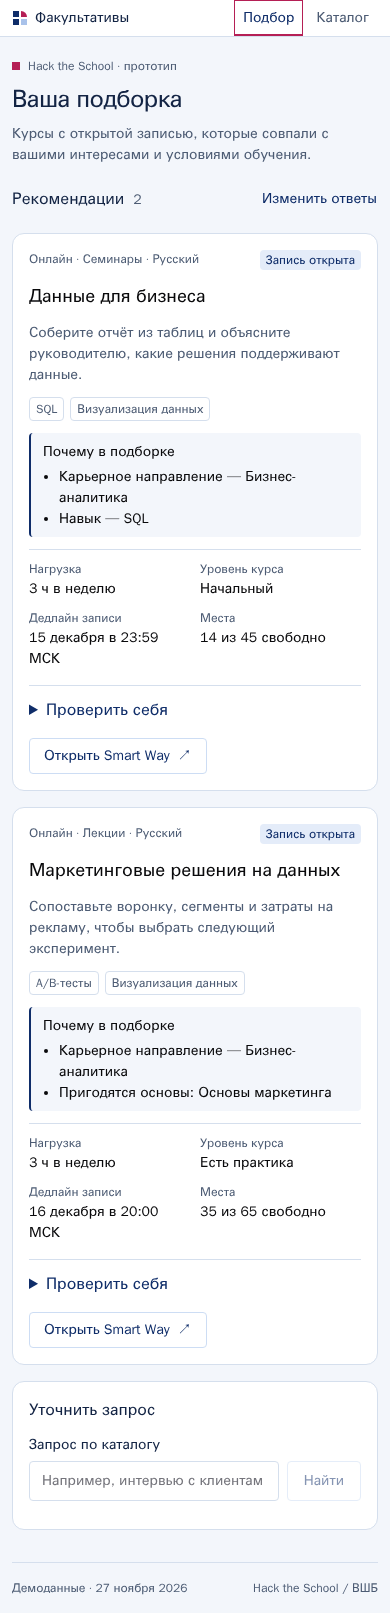 Факультативы
Подбор
Каталог
Hack the School · прототип
Ваша подборка
Курсы с открытой записью, которые совпали с
вашими интересами и условиями обучения.
Рекомендации 2
Изменить ответы
Онлайн · Семинары · Русский
Запись открыта
Данные для бизнеса
Соберите отчёт из таблиц и объясните
руководителю, какие решения поддерживают
данные.
SQL
Визуализация данных
Почему в подборке
• Карьерное направление — Бизнес-
аналитика
• Навык — SQL
Нагрузка
3 ч в неделю
Уровень курса
Начальный
Дедлайн записи
15 декабря в 23:59
МСК
Места
14 из 45 свободно
Проверить себя
Открыть Smart Way ↗
Онлайн · Лекции · Русский
Запись открыта
Маркетинговые решения на данных
Сопоставьте воронку, сегменты и затраты на
рекламу, чтобы выбрать следующий
эксперимент.
A/B-тесты
Визуализация данных
Почему в подборке
• Карьерное направление — Бизнес-
аналитика
• Пригодятся основы: Основы маркетинга
Нагрузка
3 ч в неделю
Уровень курса
Есть практика
Дедлайн записи
16 декабря в 20:00
МСК
Места
35 из 65 свободно
Проверить себя
Открыть Smart Way ↗
Уточнить запрос
Запрос по каталогу
Например, интервью с клиентам
Найти
Демоданные · 27 ноября 2026
Hack the School / ВШБ